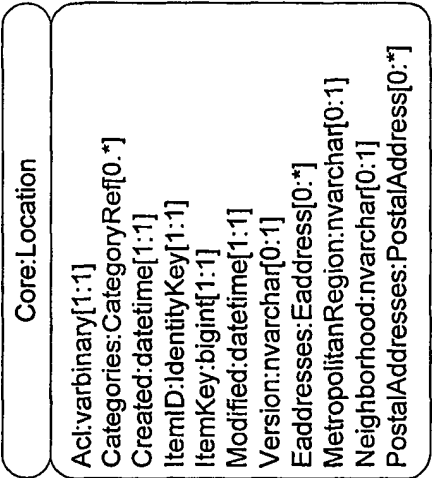 Core:Location
Acl:varbinary[1:1]
Categories:CategoryRef[0.*]
Created:datetime[1:1]
ItemID:IdentityKey[1:1]
ItemKey:bigint[1:1]
Modified:datetime[1:1]
Version:nvarchar[0:1]
Eaddresses:Eaddress[0:*]
MetropolitanRegion:nvarchar[0:1]
Neighborhood:nvarchar[0:1]
PostalAddresses:PostalAddress[0:*]